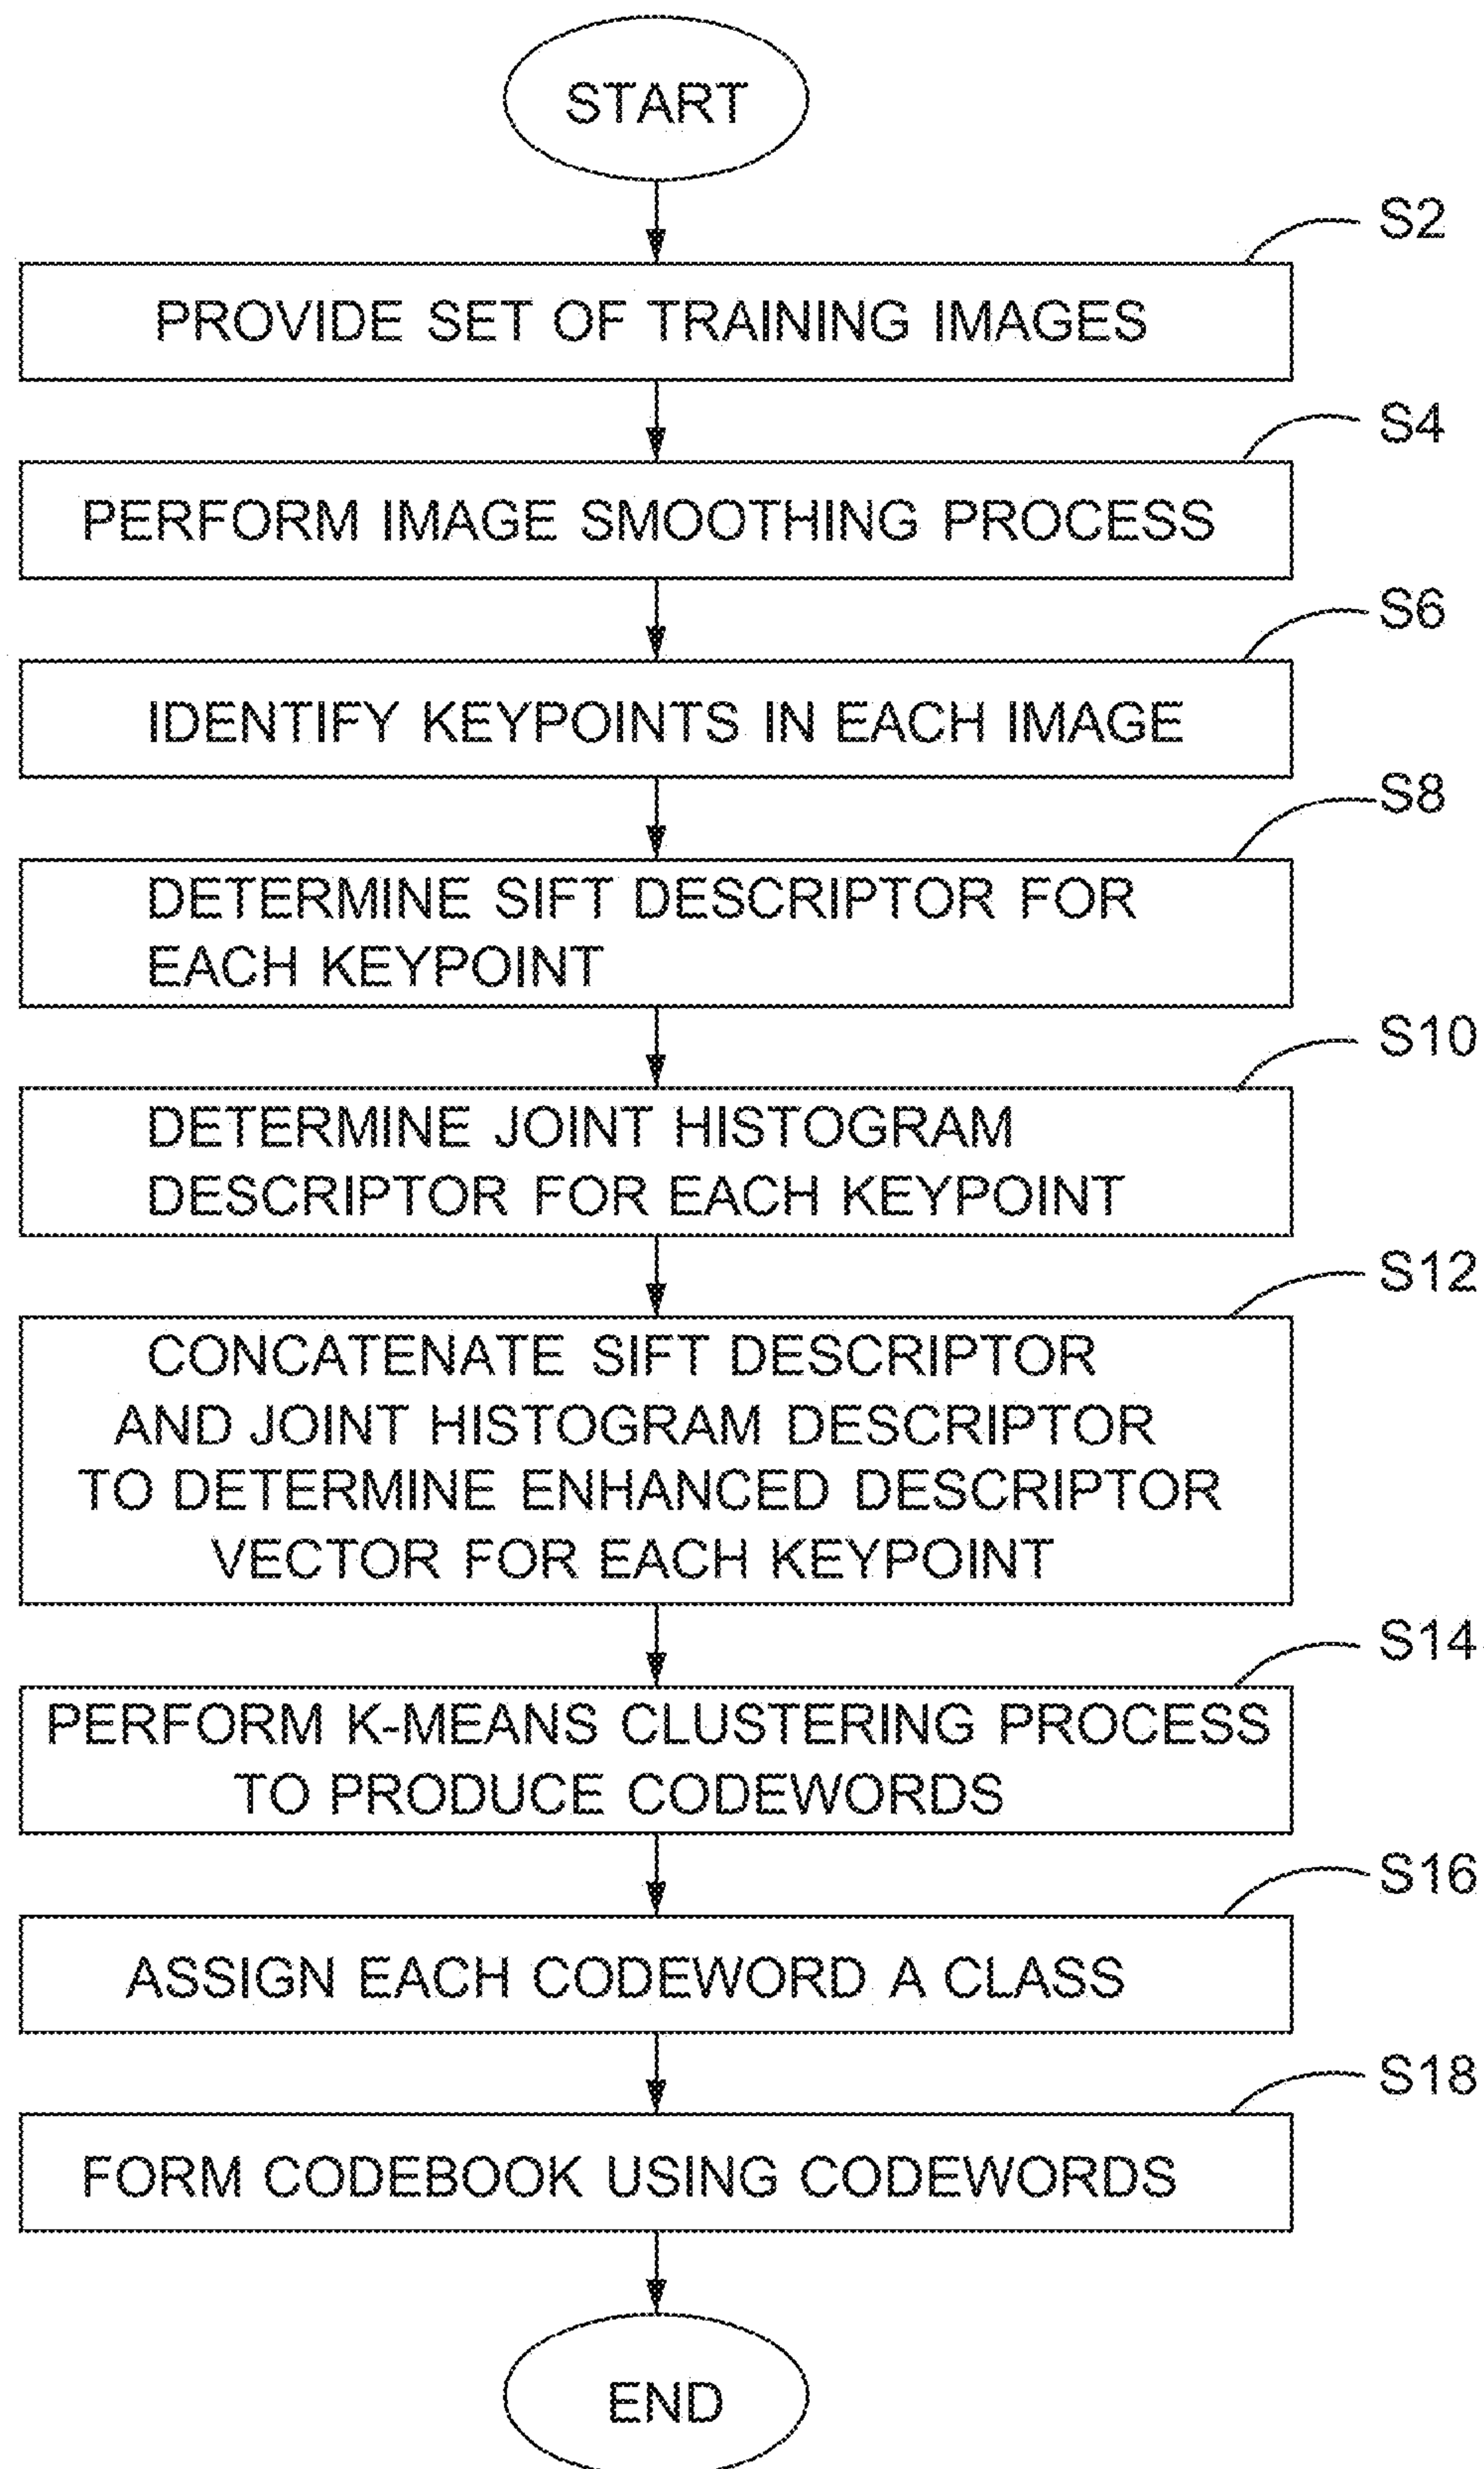 START
S2
PROVIDE SET OF TRAINING IMAGES
S4
PERFORM IMAGE SMOOTHING PROCESS
S6
IDENTIFY KEYPOINTS IN EACH IMAGE
S8
DETERMINE SIFT DESCRIPTOR FOR
EACH KEYPOINT
S10
DETERMINE JOINT HISTOGRAM
DESCRIPTOR FOR EACH KEYPOINT
S12
CONCATENATE SIFT DESCRIPTOR
AND JOINT HISTOGRAM DESCRIPTOR
TO DETERMINE ENHANCED DESCRIPTOR
VECTOR FOR EACH KEYPOINT
S14
PERFORM K-MEANS CLUSTERING PROCESS
TO PRODUCE CODEWORDS
S16
ASSIGN EACH CODEWORD A CLASS
S18
FORM CODEBOOK USING CODEWORDS
END